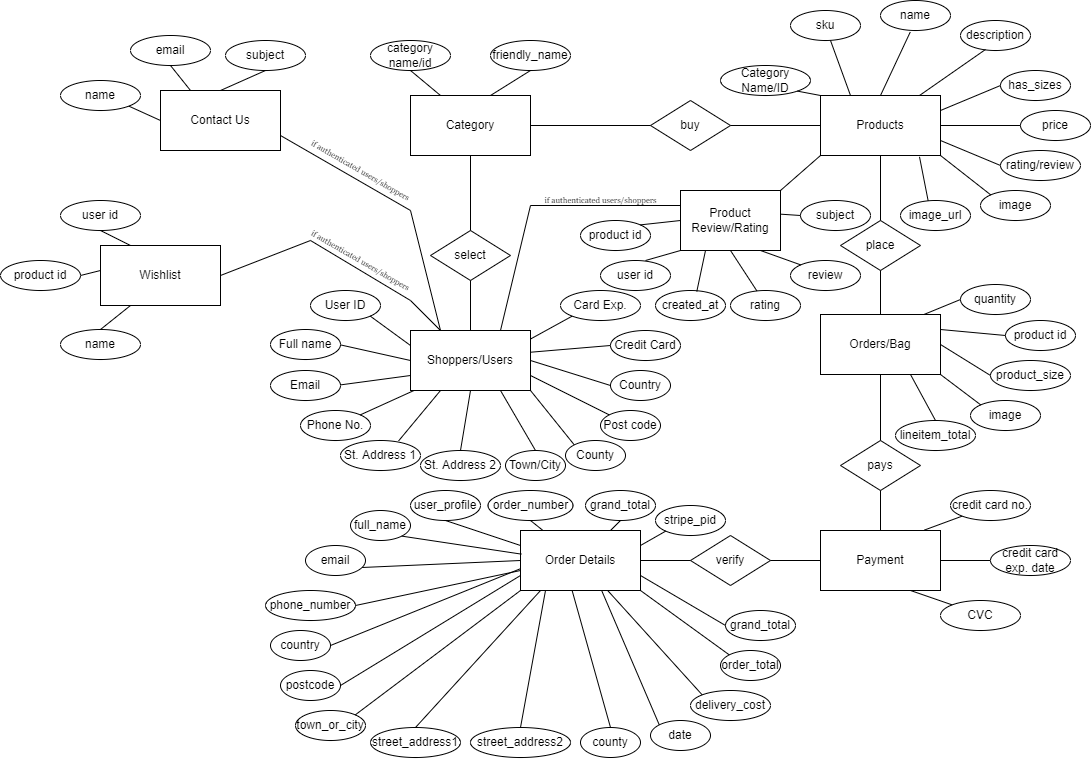 name
sku
description
email
subject
category
name/id
friendly_name
Category
Name/ID
has_sizes
name
Contact Us
Category
buy
Products
price
if authenticated users/shoppers
rating/review
user id
if authenticated users/shoppers
Product
Review/Rating
subject
image_url
image
product id
place
product id
Wishlist
if authenticated users/shoppers
select
user id
review
name
User ID
Card Exp.
created_at
rating
quantity
Full name
Shoppers/Users
Credit Card
Orders/Bag
product id
Email
Country
product_size
Phone No.
Post code
image
St. Address 1
St. Address 2
Town/City
County
lineitem_total
pays
user_profile
order_number
grand_total
stripe_pid
credit card no.
full_name
email
Order Details
verify
Payment
credit card
exp. date
phone_number
CVC
country
grand_total
postcode
order_total
town_or_city
delivery_cost
street_address1
street_address2
county
date